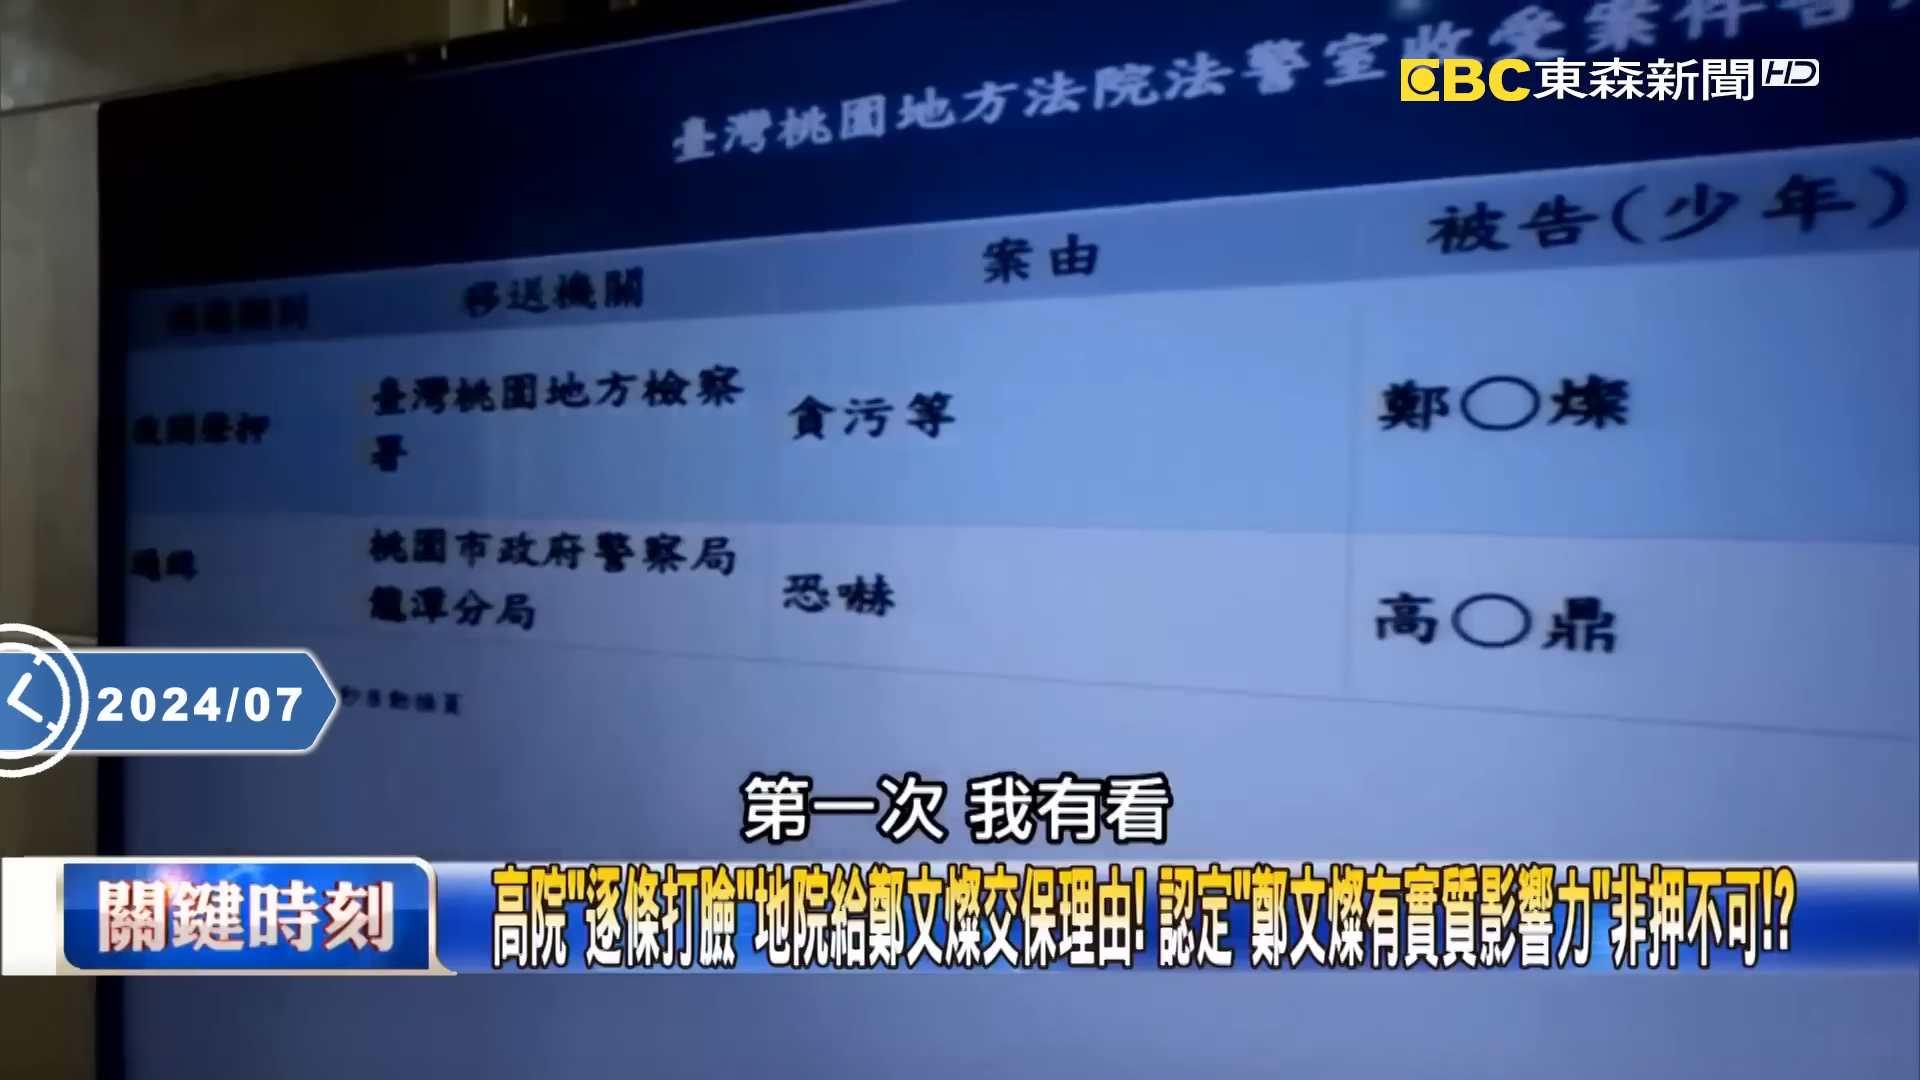 臺灣桃園地方法院法警室收受案件
EBC東森新聞HD
移送機關 案由 被告(少年)
夜間聲押 臺灣桃園地方檢察署 貪污等 鄭○燦
桃園市政府警察局龍潭分局 恐嚇 高○鼎
2024/07
第一次 我有看
關鍵時刻
高院"逐條打臉"地院給鄭文燦交保理由! 認定"鄭文燦有實質影響力"非押不可!?